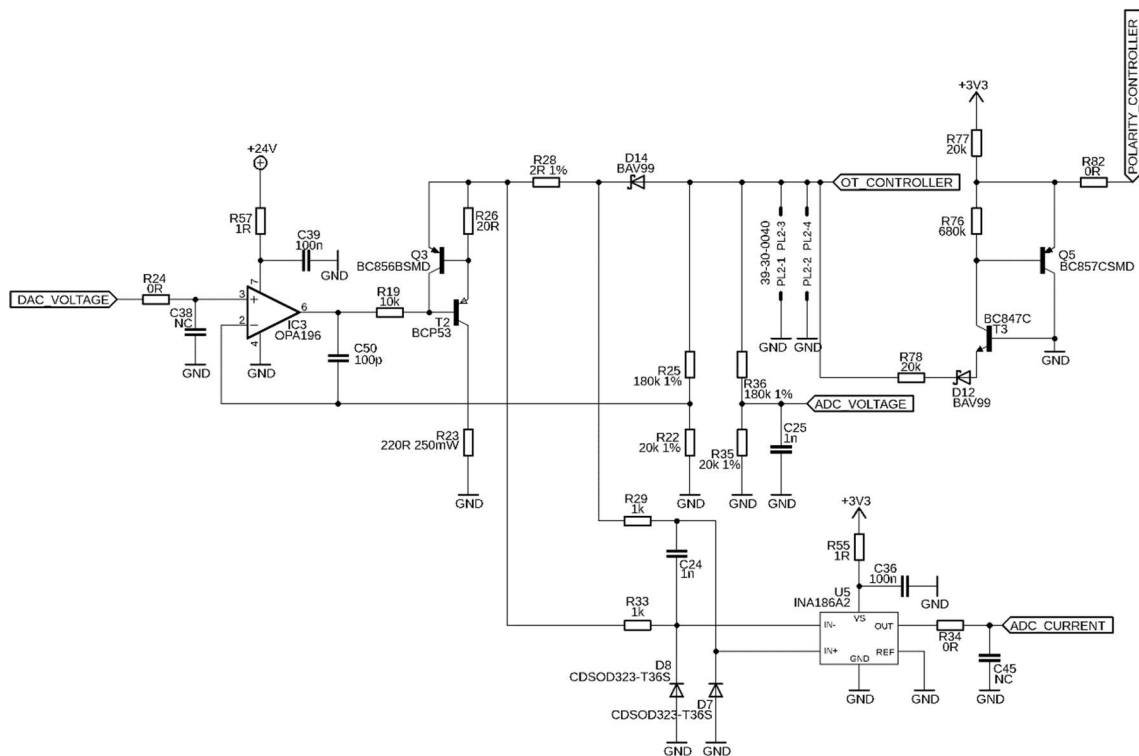 POLARITY_CONTROLLER
+3V3
R77
20k
R82
0R
+24V
R28
2R 1%
D14
BAV99
OT_CONTROLLER
R57
1R
C39
100n
GND
R26
20R
Q3
BC856BSMD
39-30-0040
PL2-1
PL2-3
PL2-2
PL2-4
R76
680k
Q5
BC857CSMD
DAC_VOLTAGE
R24
0R
C38
NC
GND
3
2
7
4
6
+
−
IC3
OPA196
GND
R19
10k
T2
BCP53
C50
100p
GND
GND
BC847C
T3
GND
R78
20k
D12
BAV99
R25
180k 1%
R36
180k 1%
ADC_VOLTAGE
R23
220R 250mW
GND
R22
20k 1%
GND
R35
20k 1%
GND
C25
1n
GND
R29
1k
C24
1n
+3V3
R55
1R
C36
100n
GND
U5
INA186A2
R33
1k
IN-
IN+
VS
OUT
REF
GND
R34
0R
ADC_CURRENT
C45
NC
D8
CDSOD323-T36S
D7
CDSOD323-T36S
GND
GND
GND
GND
GND